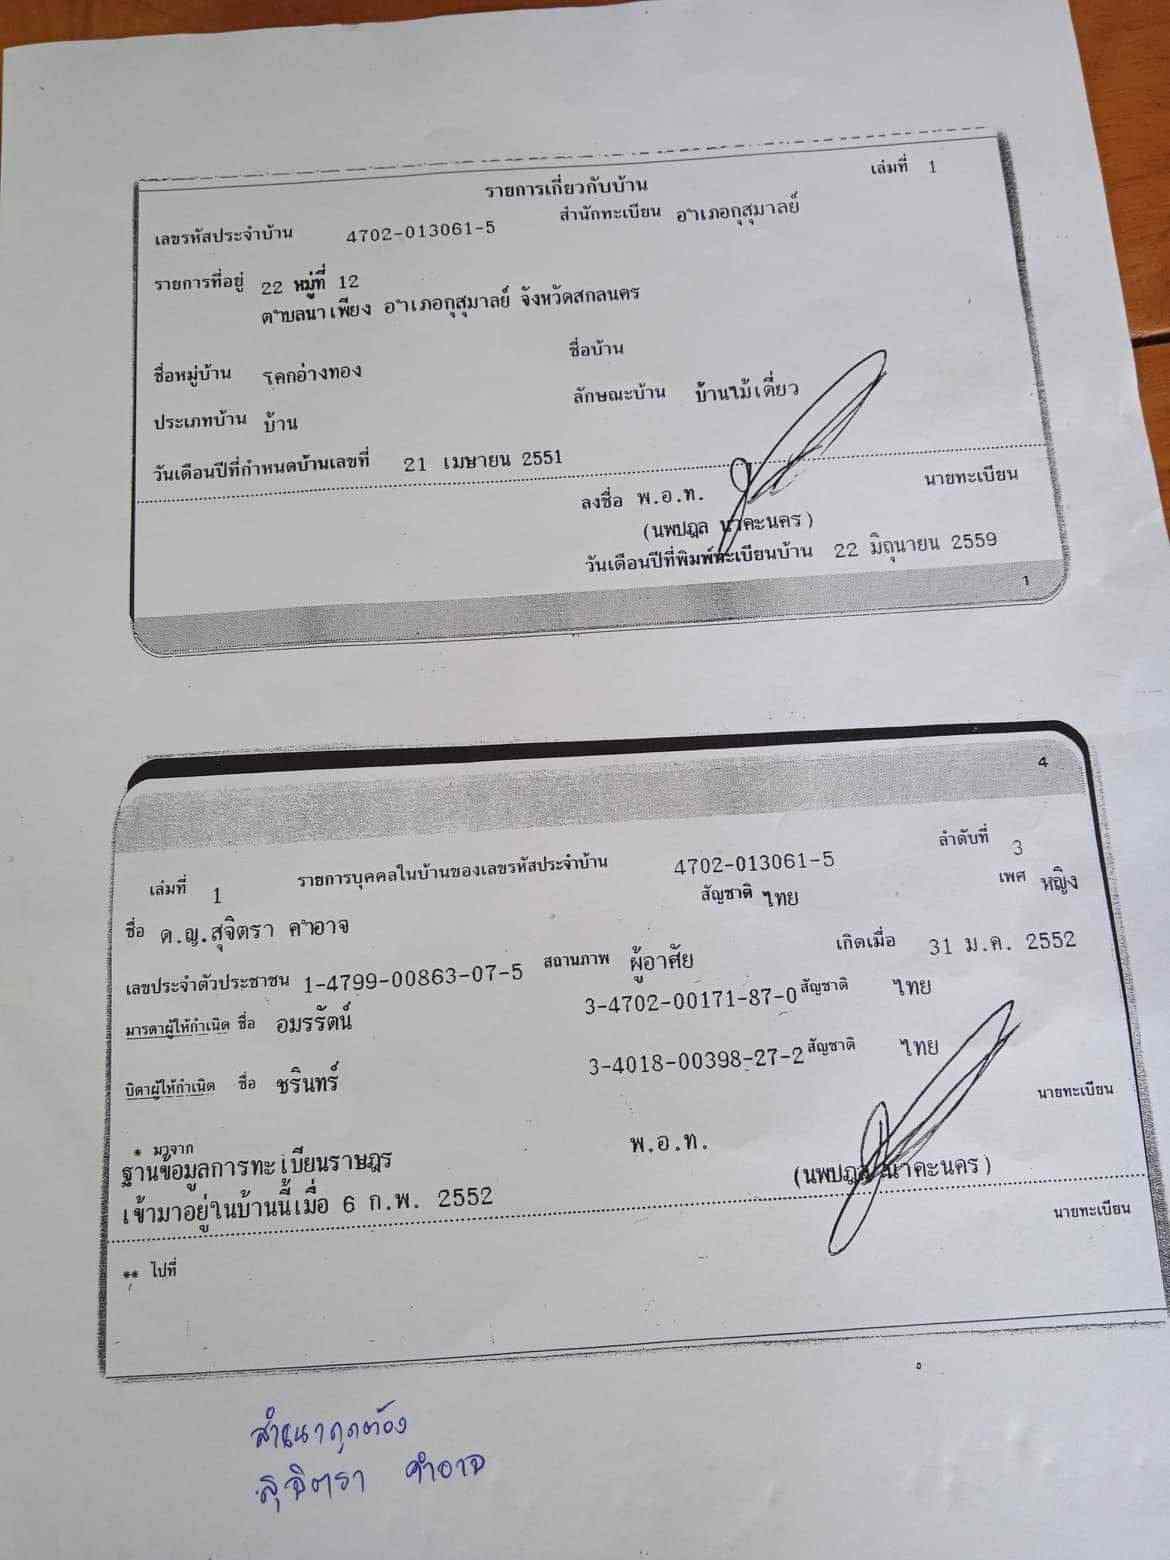 เล่มที่ 1
รายการเกี่ยวกับบ้าน
เลขรหัสประจำบ้าน 4702-013061-5 สำนักทะเบียน อำเภอกุสุมาลย์
รายการที่อยู่ 22 หมู่ที่ 12
ตำบลนาเพียง อำเภอกุสุมาลย์ จังหวัดสกลนคร
ชื่อหมู่บ้าน โคกอ่างทอง ชื่อบ้าน
ประเภทบ้าน บ้าน ลักษณะบ้าน บ้านไม้เดี่ยว
วันเดือนปีที่กำหนดบ้านเลขที่ 21 เมษายน 2551
ลงชื่อ พ.อ.ท. นายทะเบียน
(นพปฎล นาคะนคร)
วันเดือนปีที่พิมพ์ทะเบียนบ้าน 22 มิถุนายน 2559
1
4
เล่มที่ 1 รายการบุคคลในบ้านของเลขรหัสประจำบ้าน 4702-013061-5 ลำดับที่ 3
ชื่อ ด.ญ.สุจิตรา คำอาจ สัญชาติ ไทย เพศ หญิง
เลขประจำตัวประชาชน 1-4799-00863-07-5 สถานภาพ ผู้อาศัย เกิดเมื่อ 31 ม.ค. 2552
มารดาผู้ให้กำเนิด ชื่อ อมรรัตน์ 3-4702-00171-87-0 สัญชาติ ไทย
บิดาผู้ให้กำเนิด ชื่อ ชรินทร์ 3-4018-00398-27-2 สัญชาติ ไทย
* มาจาก
ฐานข้อมูลการทะเบียนราษฎร พ.อ.ท. นายทะเบียน
เข้ามาอยู่ในบ้านนี้เมื่อ 6 ก.พ. 2552 (นพปฎล นาคะนคร)
** ไปที่ นายทะเบียน
สำเนาถูกต้อง
สุจิตรา คำอาจ